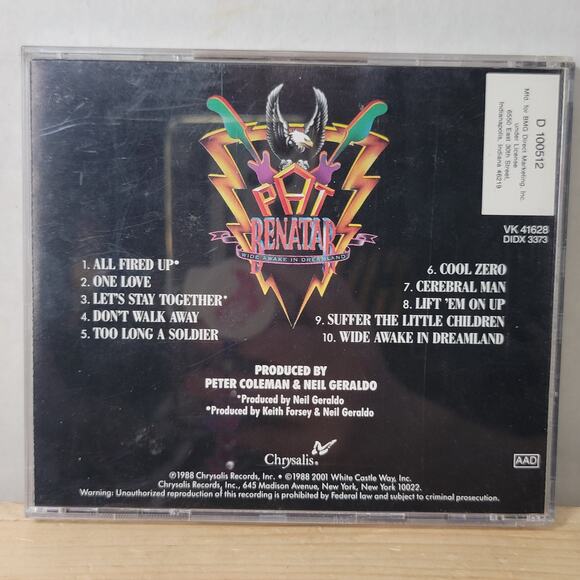 PAT
BENATAR
WIDE AWAKE IN DREAMLAND
D 100512
Mfd. for BMG Direct Marketing, Inc.
under License
6550 East 30th Street,
Indianapolis, Indiana 46219
VK 41628
DIDX 3373
1. ALL FIRED UP*
2. ONE LOVE
3. LET'S STAY TOGETHER*
4. DON'T WALK AWAY
5. TOO LONG A SOLDIER
6. COOL ZERO
7. CEREBRAL MAN
8. LIFT 'EM ON UP
9. SUFFER THE LITTLE CHILDREN
10. WIDE AWAKE IN DREAMLAND
PRODUCED BY
PETER COLEMAN & NEIL GERALDO
*Produced by Neil Geraldo
*Produced by Keith Forsey & Neil Geraldo
Chrysalis®
AAD
℗1988 Chrysalis Records, Inc. • ©1988 2001 White Castle Way, Inc.
Chrysalis Records, Inc., 645 Madison Avenue, New York, New York 10022.
Warning: Unauthorized reproduction of this recording is prohibited by Federal law and subject to criminal prosecution.